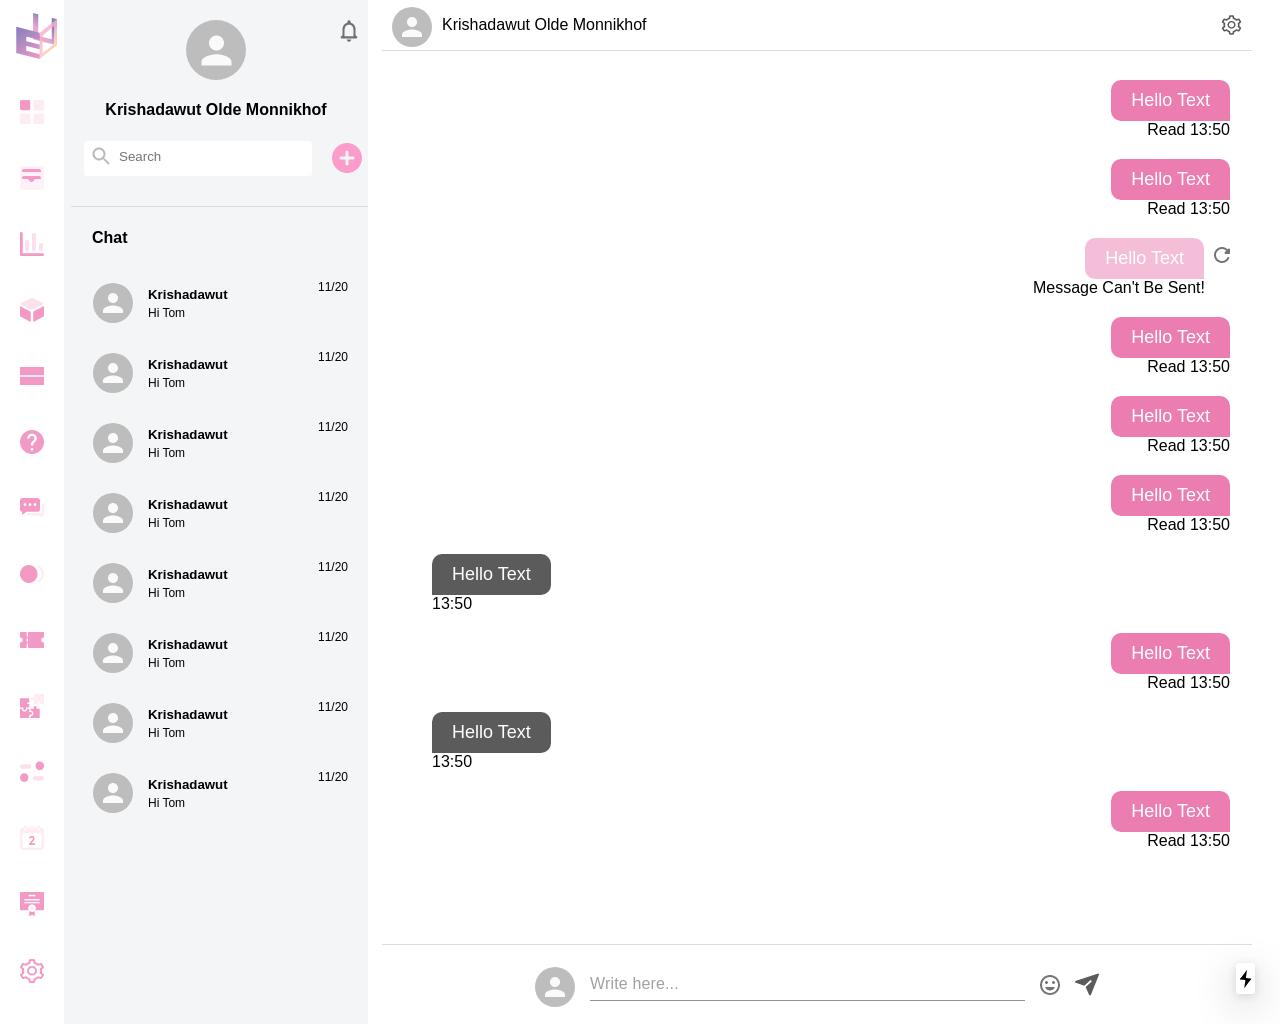 Krishadawut Olde Monnikhof
Search
Chat
Krishadawut
11/20
Hi Tom
Krishadawut
11/20
Hi Tom
Krishadawut
11/20
Hi Tom
Krishadawut
11/20
Hi Tom
Krishadawut
11/20
Hi Tom
Krishadawut
11/20
Hi Tom
Krishadawut
11/20
Hi Tom
Krishadawut
11/20
Hi Tom
2
Krishadawut Olde Monnikhof
Hello Text
Read 13:50
Hello Text
Read 13:50
Hello Text
Message Can't Be Sent!
Hello Text
Read 13:50
Hello Text
Read 13:50
Hello Text
Read 13:50
Hello Text
13:50
Hello Text
Read 13:50
Hello Text
13:50
Hello Text
Read 13:50
Write here...